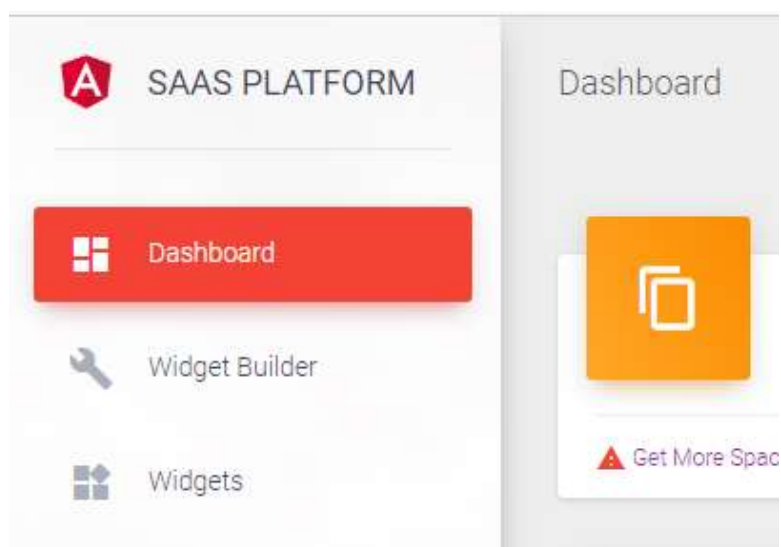 SAAS PLATFORM
Dashboard
Dashboard
Widget Builder
Widgets
Get More Spac